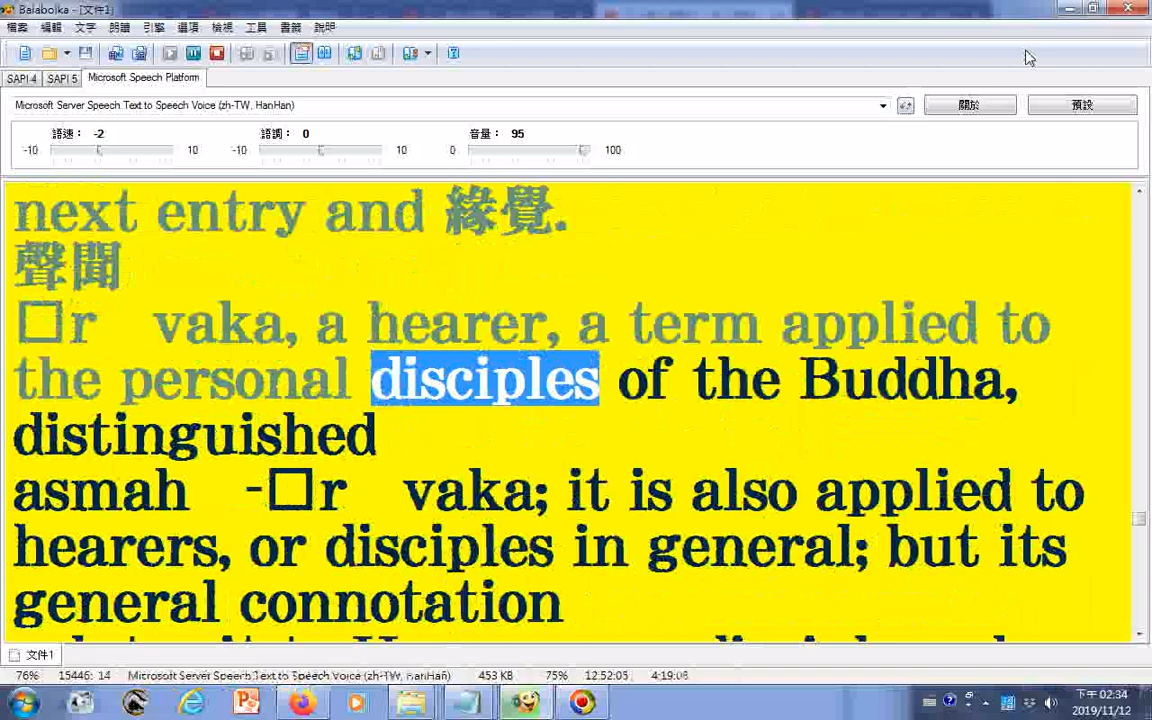 Balabolka - [文件1]
檔案 編輯 文字 朗讀 引擎 選項 檢視 工具 書籤 說明
SAPI 4 SAPI 5 Microsoft Speech Platform
Microsoft Server Speech Text to Speech Voice (zh-TW, HanHan) 關於 預設
語速： -2 語調： 0 音量： 95
-10 10 -10 10 0 100
next entry and 緣覺.
聲聞
□r vaka, a hearer, a term applied to
the personal disciples of the Buddha,
distinguished
asmah -□r vaka; it is also applied to
hearers, or disciples in general; but its
general connotation
文件1
76% 15446: 14 Microsoft Server Speech Text to Speech Voice (zh-TW, HanHan) 453 KB 75% 12:52:05 4:19:08
下午 02:34
2019/11/12